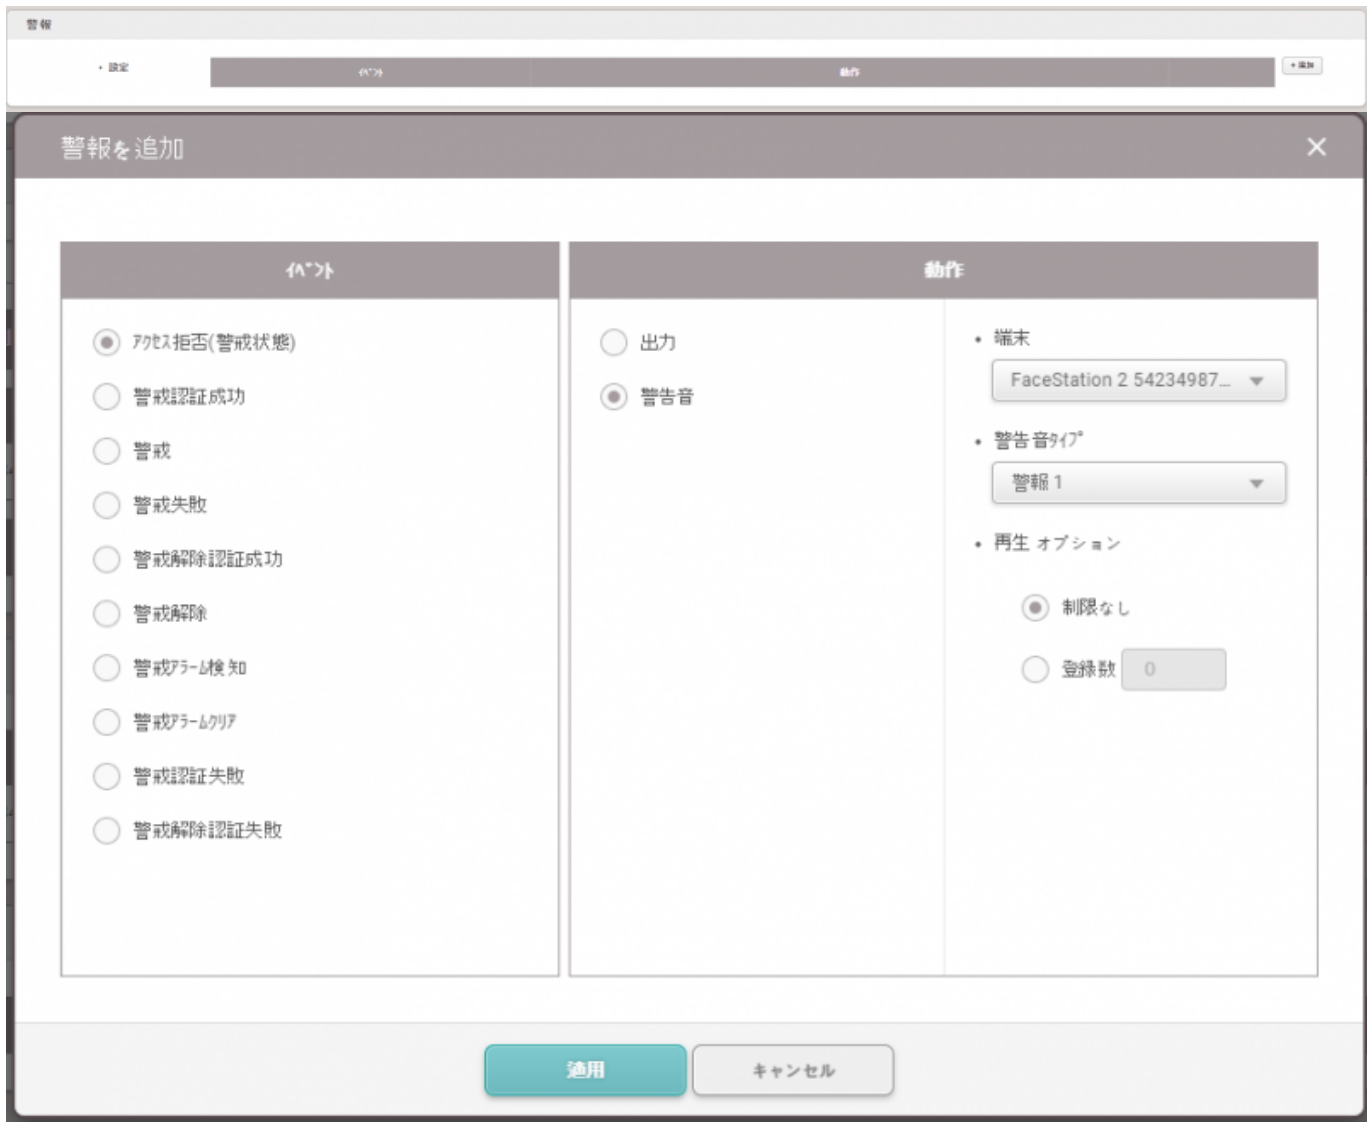 警報
• 設定
ｲﾍﾞﾝﾄ 動作
+ 追加
警報を追加
ｲﾍﾞﾝﾄ
動作
ｱｸｾｽ拒否(警戒状態)
警戒認証成功
警戒
警戒失敗
警戒解除認証成功
警戒解除
警戒ｱﾗｰﾑ検知
警戒ｱﾗｰﾑｸﾘｱ
警戒認証失敗
警戒解除認証失敗
出力
警告音
• 端末
FaceStation 2 54234987...
• 警告音ﾀｲﾌﾟ
警報 1
• 再生 オプション
制限なし
登録数 0
適用
キャンセル